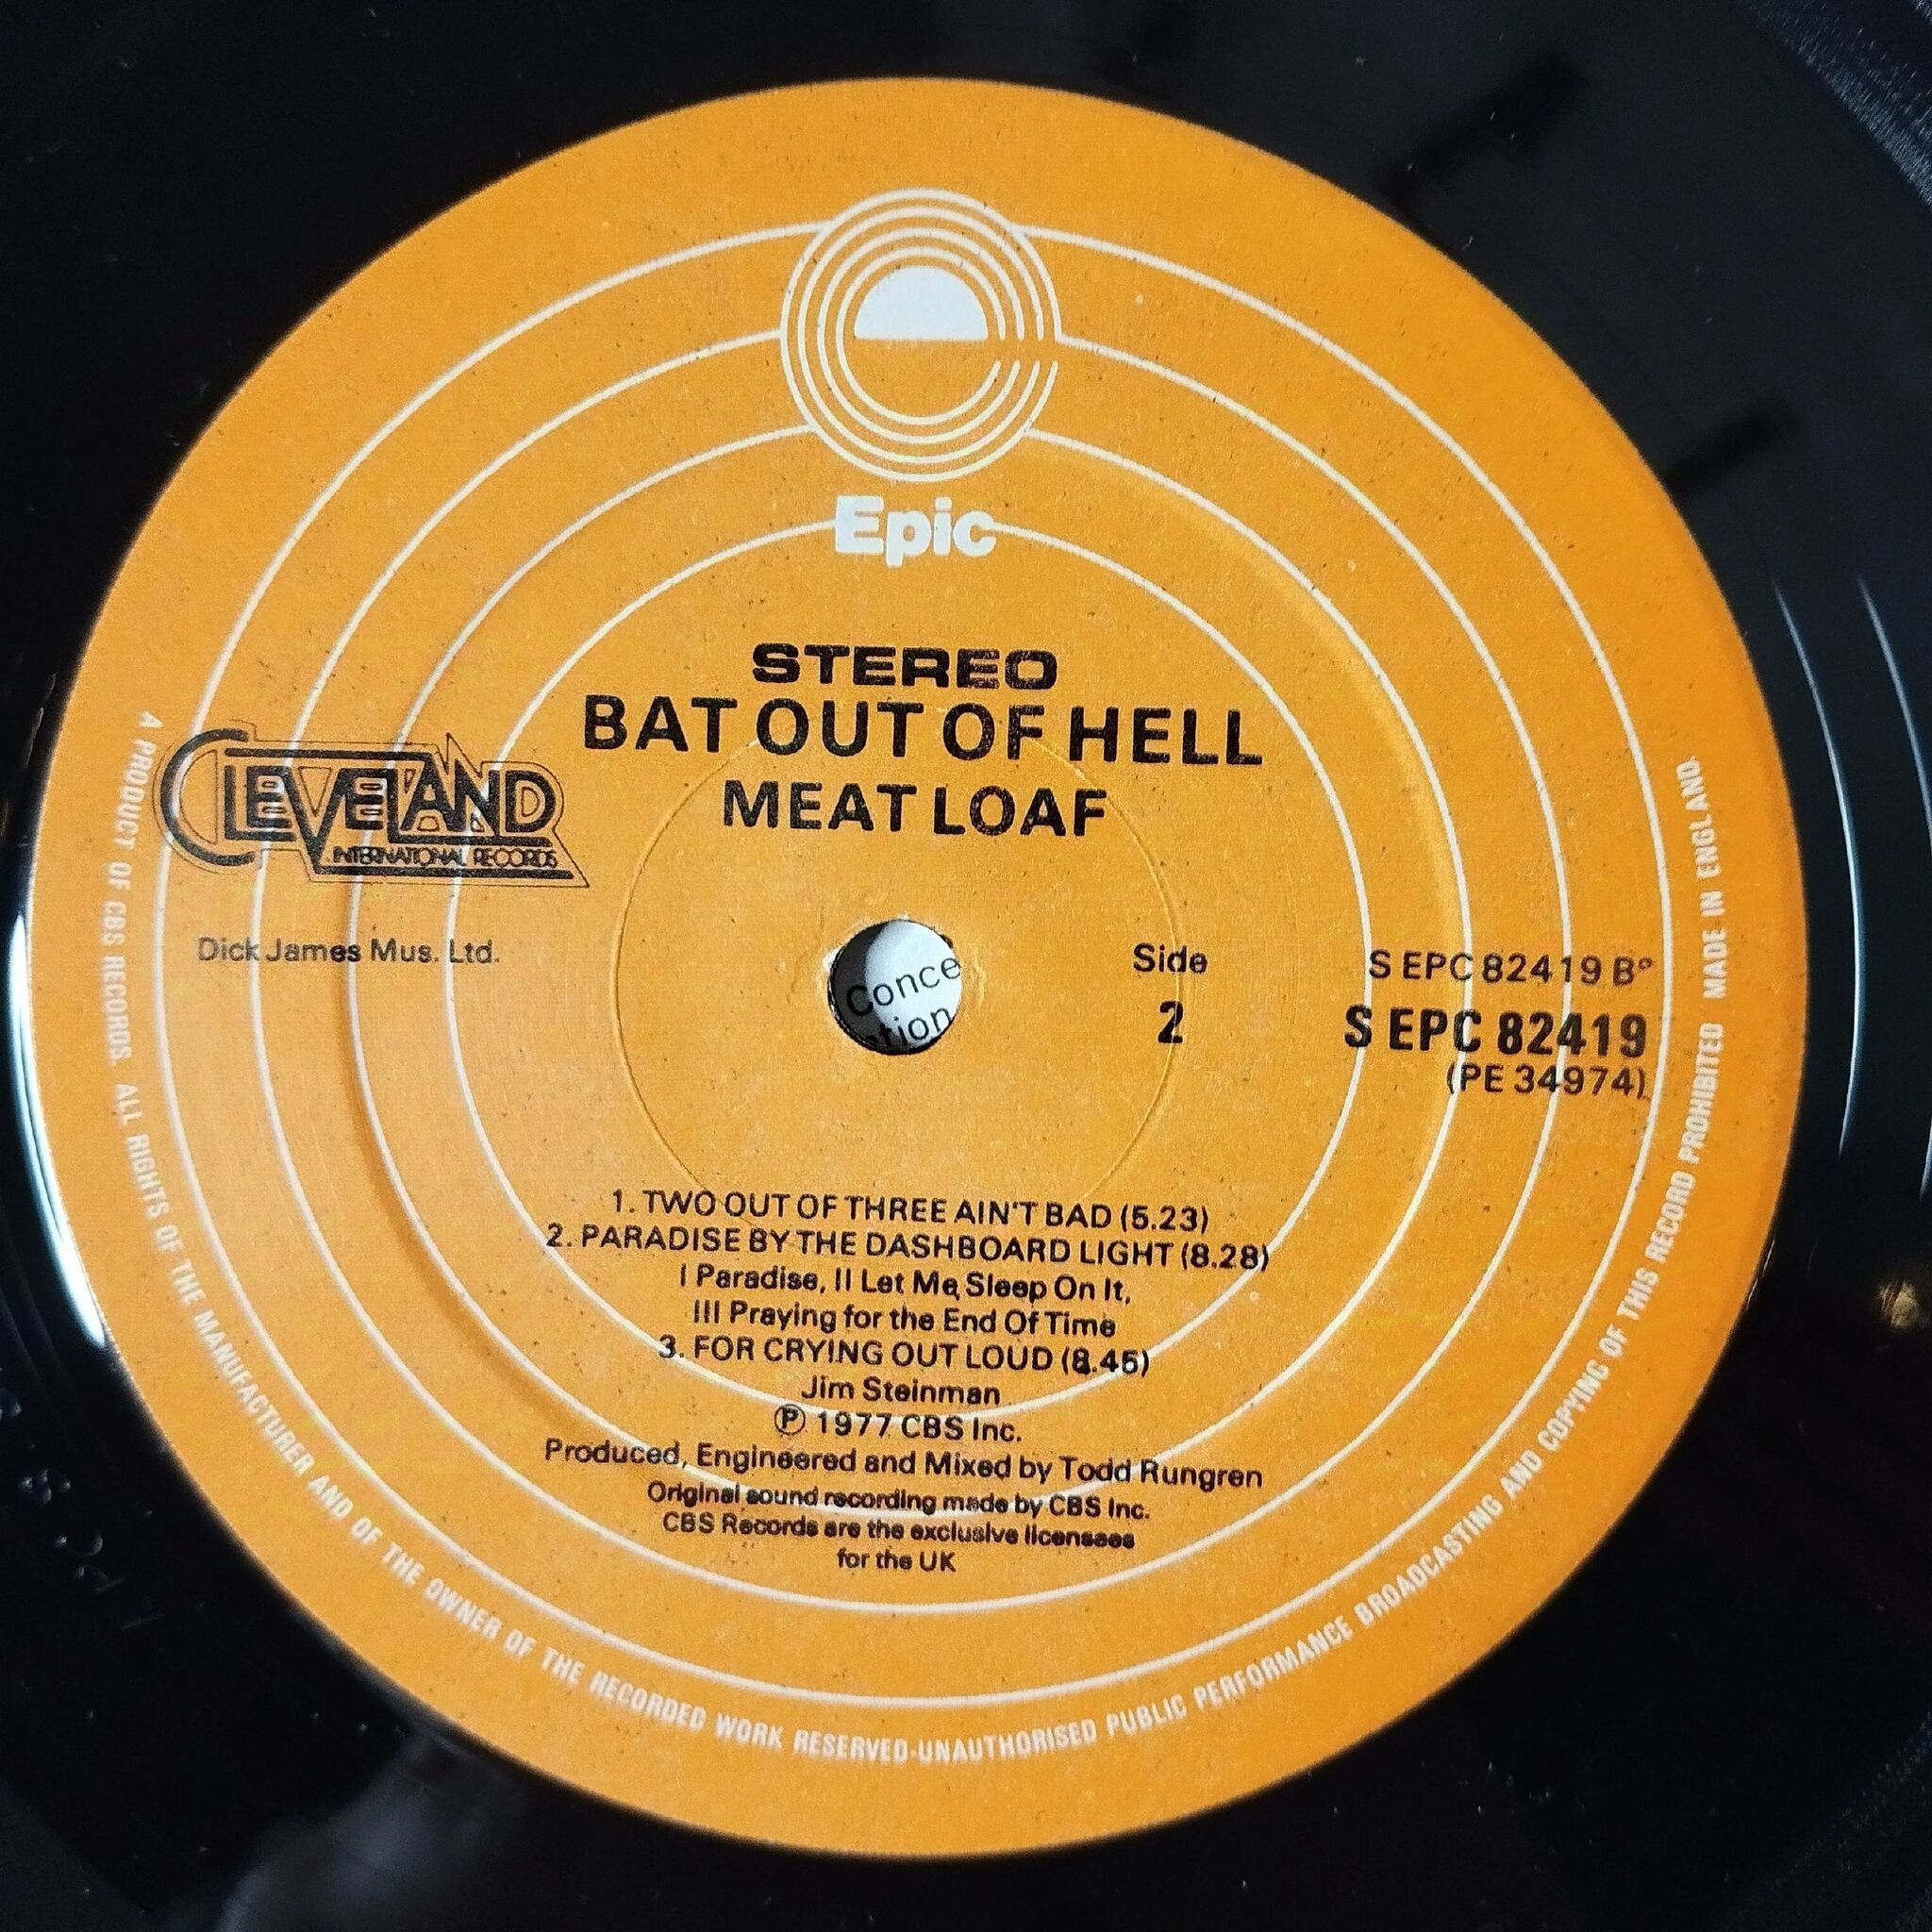 Epic
STEREO
BAT OUT OF HELL
MEAT LOAF
CLEVELAND
INTERNATIONAL RECORDS
Dick James Mus. Ltd.
Conce
tion
Side
2
S EPC 82419 B°
S EPC 82419
(PE 34974)
1. TWO OUT OF THREE AIN'T BAD (5.23)
2. PARADISE BY THE DASHBOARD LIGHT (8.28)
I Paradise, II Let Me Sleep On It,
III Praying for the End Of Time
3. FOR CRYING OUT LOUD (8.45)
Jim Steinman
℗ 1977 CBS Inc.
Produced, Engineered and Mixed by Todd Rungren
Original sound recording made by CBS Inc.
CBS Records are the exclusive licensees
for the UK
A PRODUCT OF CBS RECORDS. ALL RIGHTS OF THE MANUFACTURER AND OF THE OWNER OF THE RECORDED WORK RESERVED-UNAUTHORISED PUBLIC PERFORMANCE BROADCASTING AND COPYING OF THIS RECORD PROHIBITED MADE IN ENGLAND.